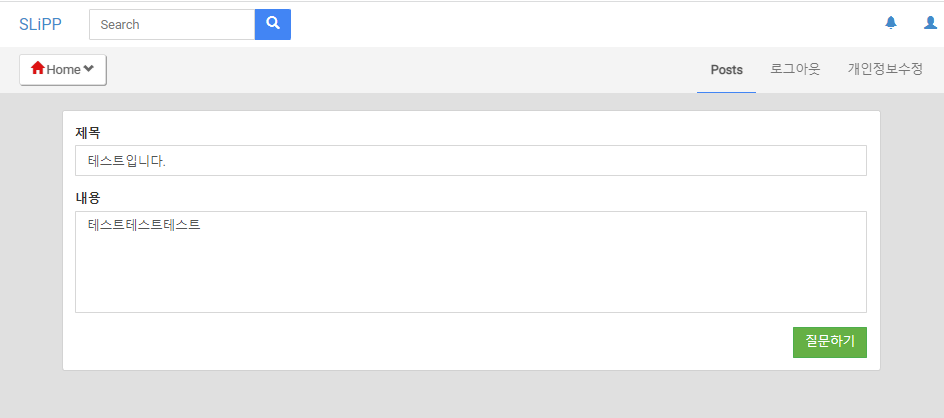 SLiPP
Search
Home
Posts
로그아웃
개인정보수정
제목
테스트입니다.
내용
테스트테스트테스트
질문하기